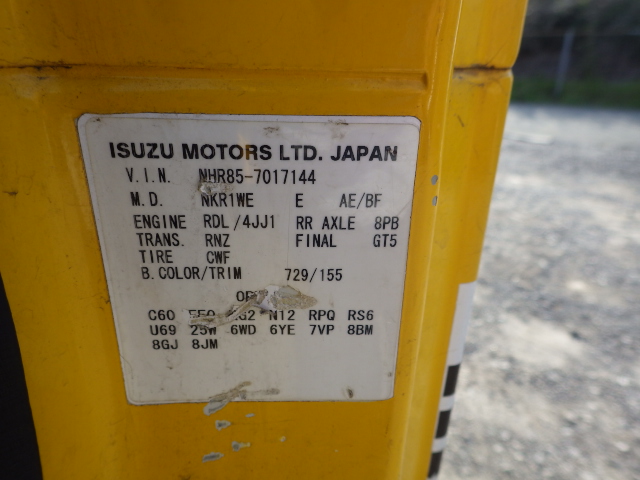 ISUZU MOTORS LTD. JAPAN
V.I.N. NHR85-7017144
M.D. NKR1WE E AE/BF
ENGINE RDL/4JJ1 RR AXLE 8PB
TRANS. RNZ FINAL GT5
TIRE CWF
B.COLOR/TRIM 729/155
C60 N12 RPQ RS6
U69 25W 6WD 6YE 7VP 8BM
8GJ 8JM